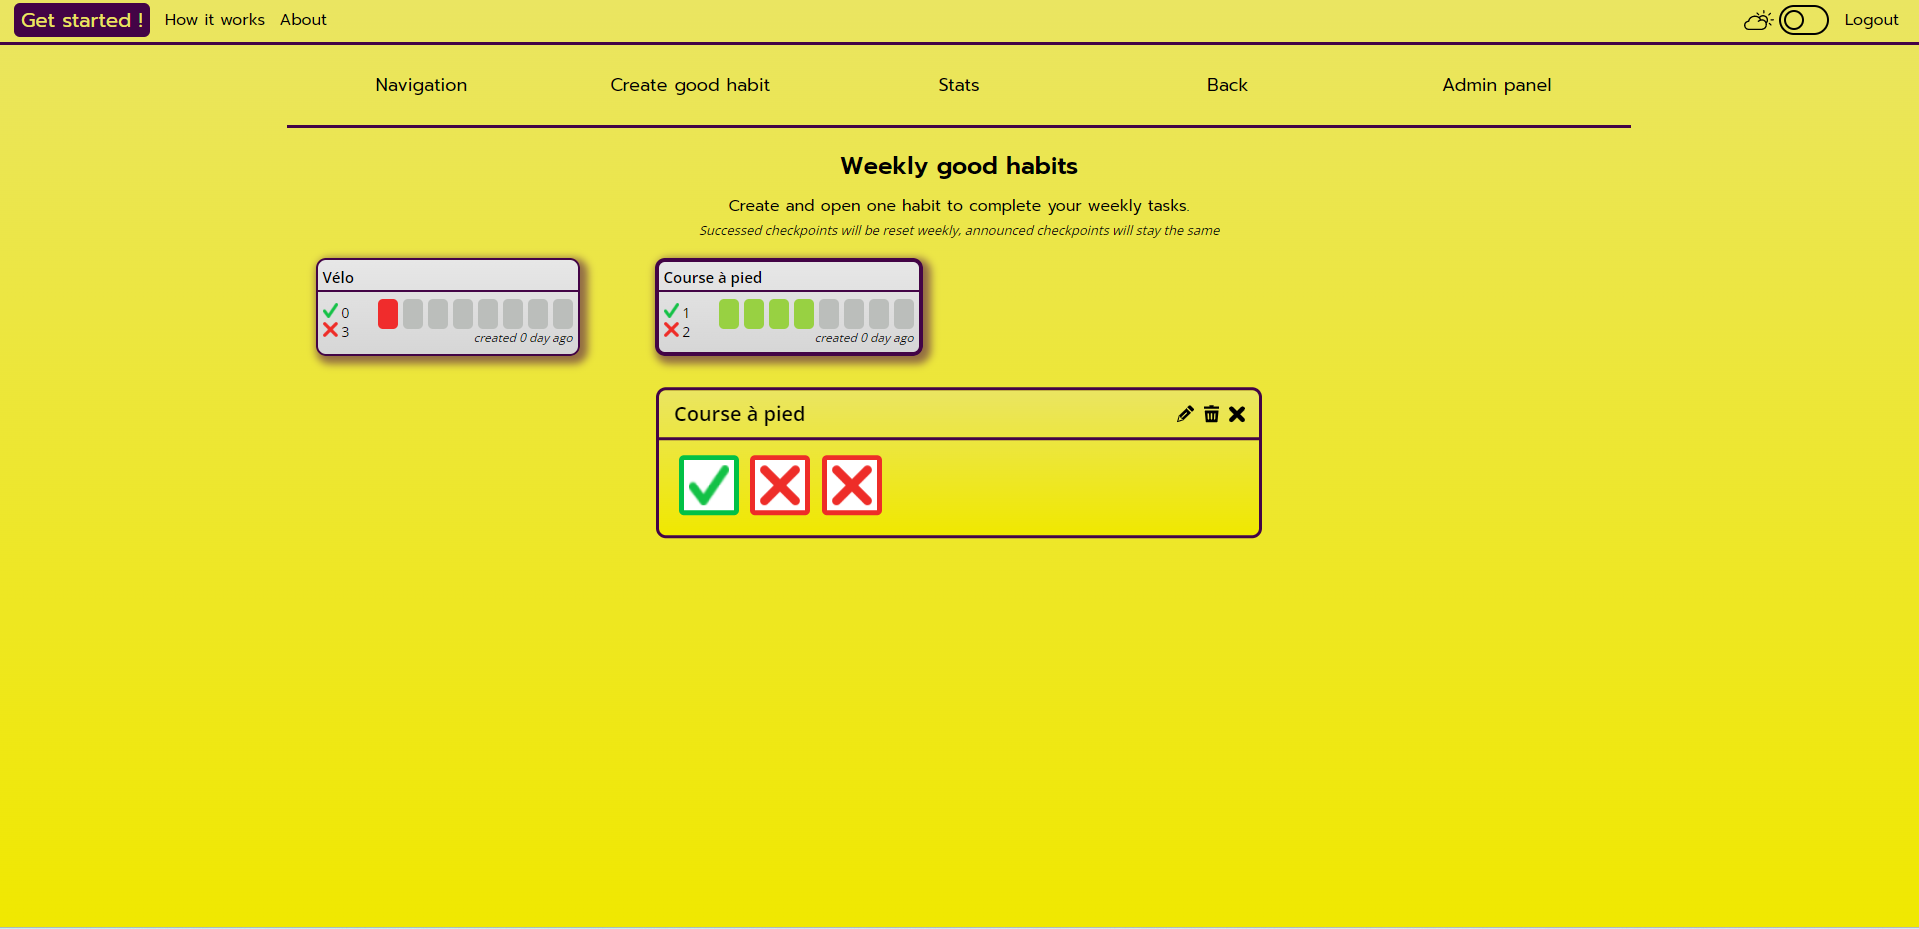 Get started ! How it works About Logout
Navigation Create good habit Stats Back Admin panel
Weekly good habits
Create and open one habit to complete your weekly tasks.
Successed checkpoints will be reset weekly, announced checkpoints will stay the same
Vélo
0
3
created 0 day ago
Course à pied
1
2
created 0 day ago
Course à pied